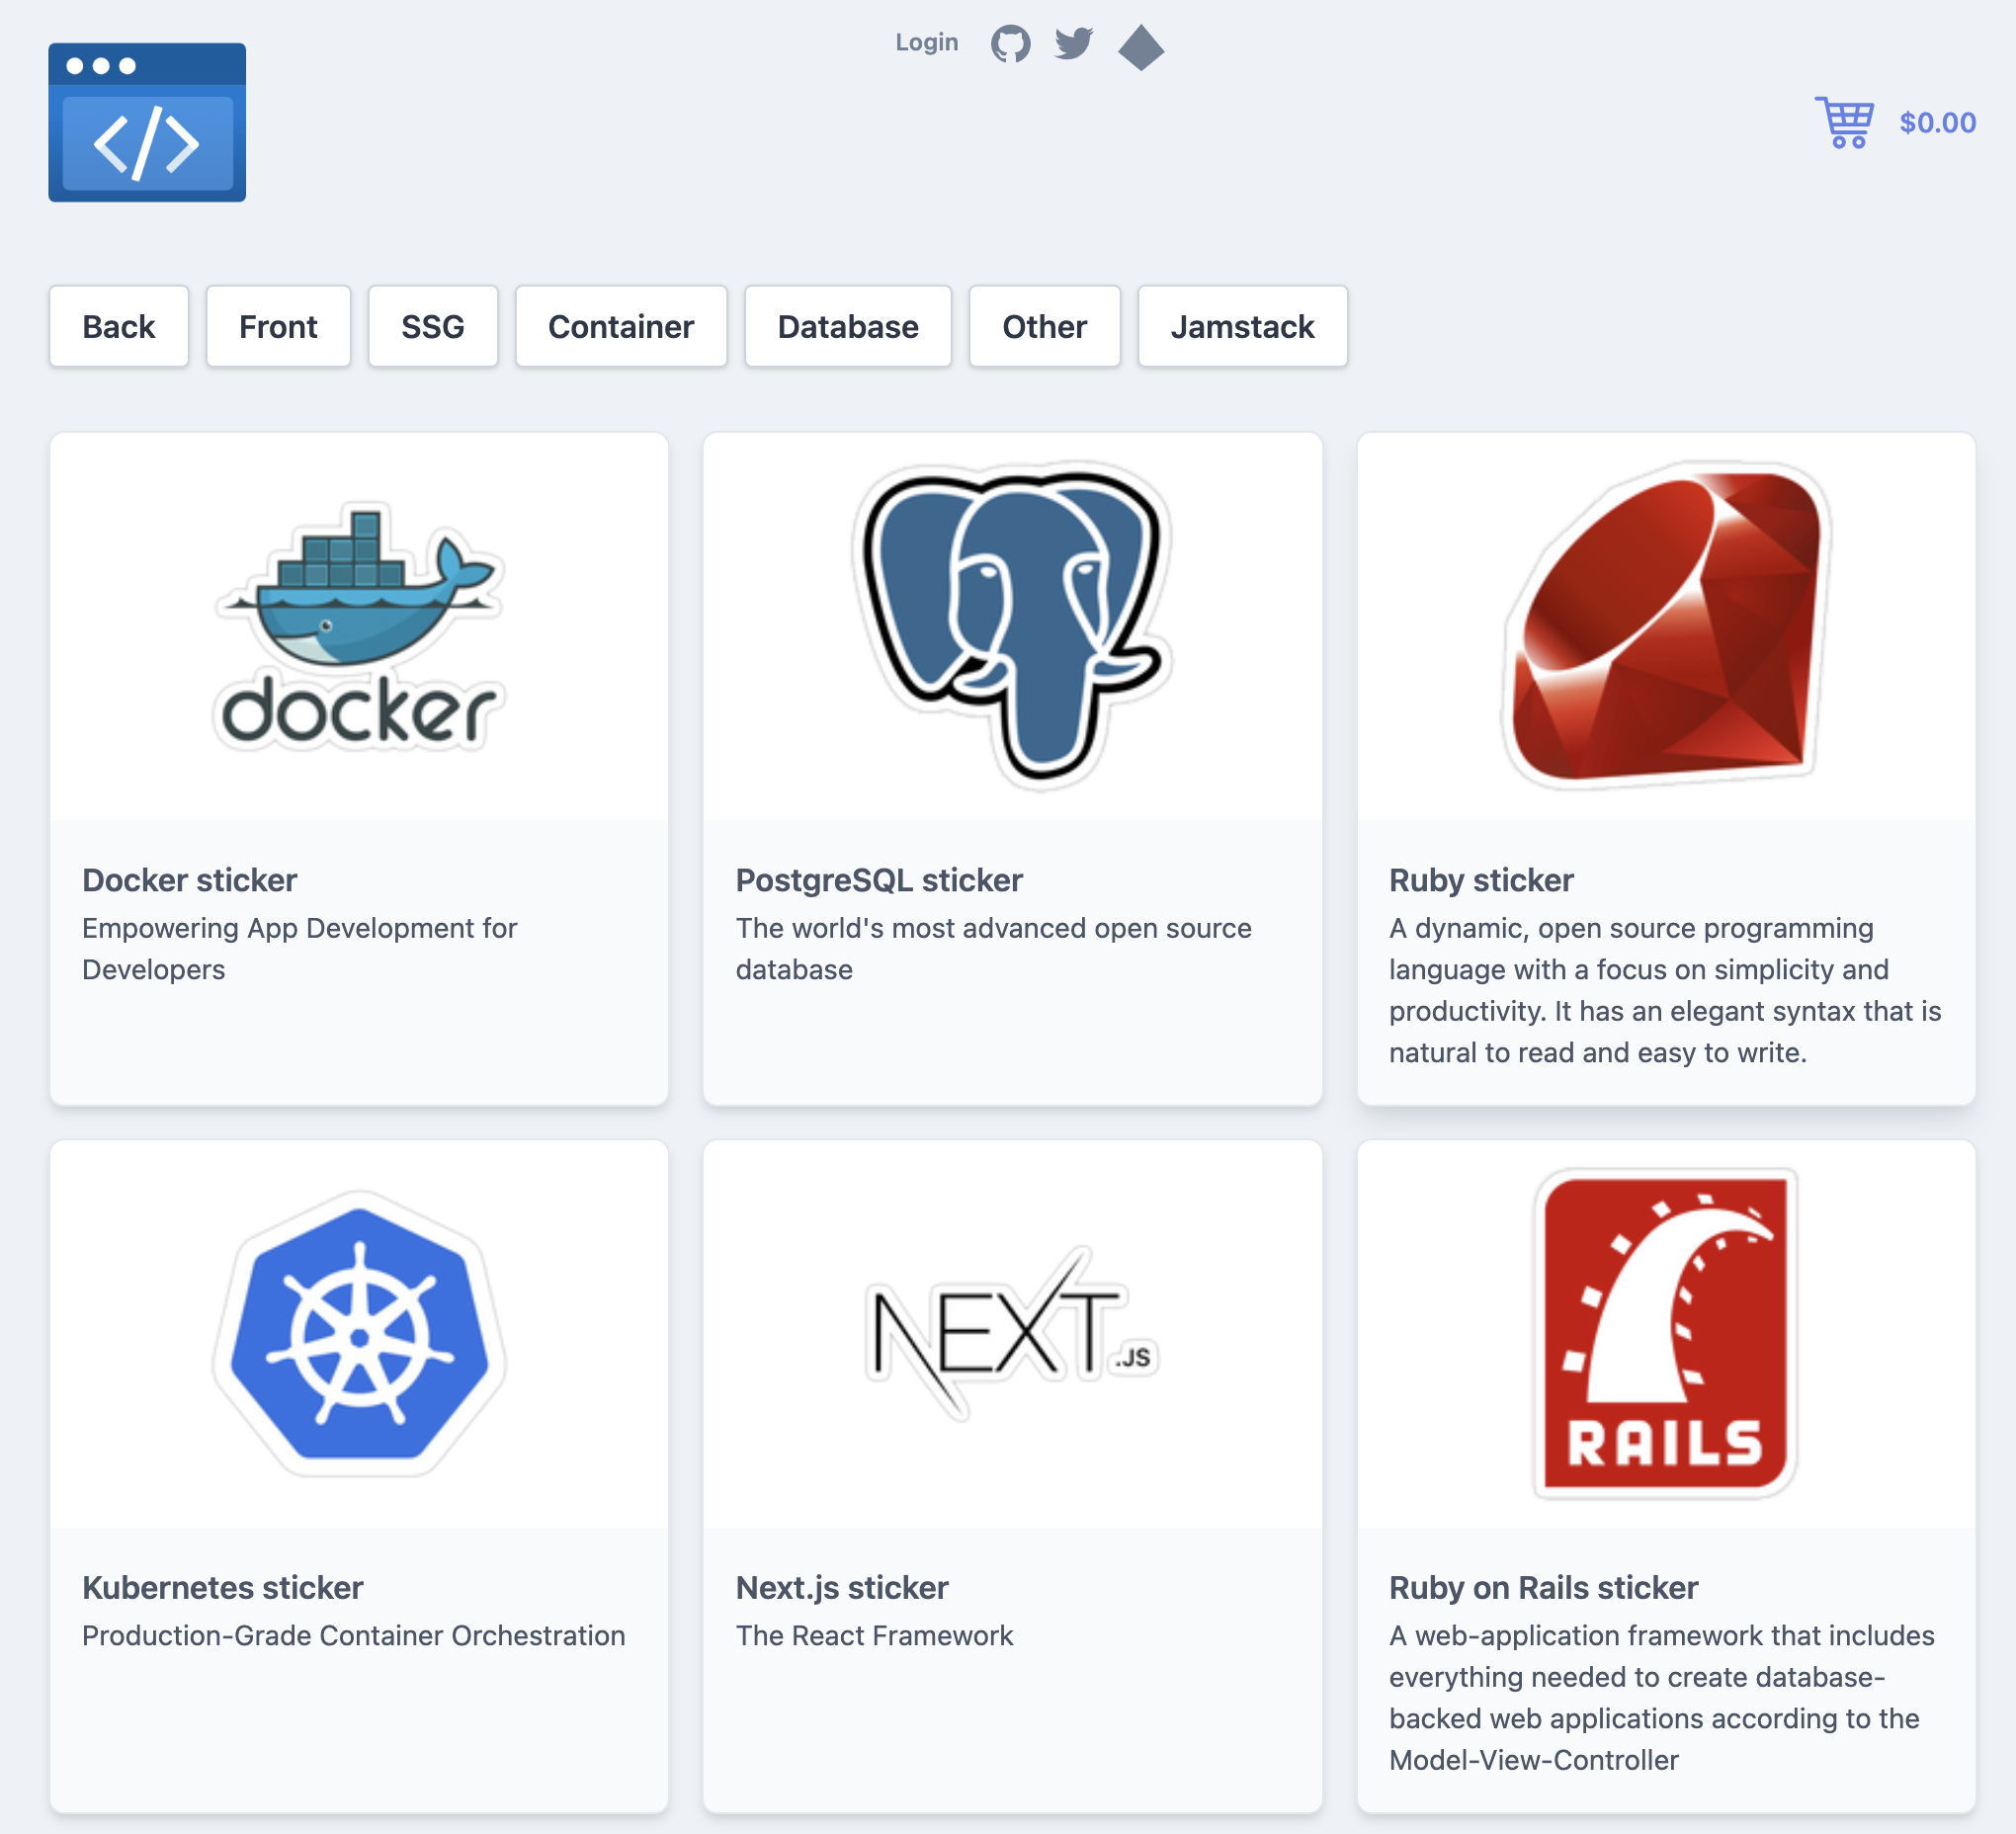 Login
$0.00
</>
Back Front SSG Container Database Other Jamstack
docker
Docker sticker
Empowering App Development for
Developers
PostgreSQL sticker
The world's most advanced open source
database
Ruby sticker
A dynamic, open source programming
language with a focus on simplicity and
productivity. It has an elegant syntax that is
natural to read and easy to write.
Kubernetes sticker
Production-Grade Container Orchestration
NEXT.JS
Next.js sticker
The React Framework
RAILS
Ruby on Rails sticker
A web-application framework that includes
everything needed to create database-
backed web applications according to the
Model-View-Controller